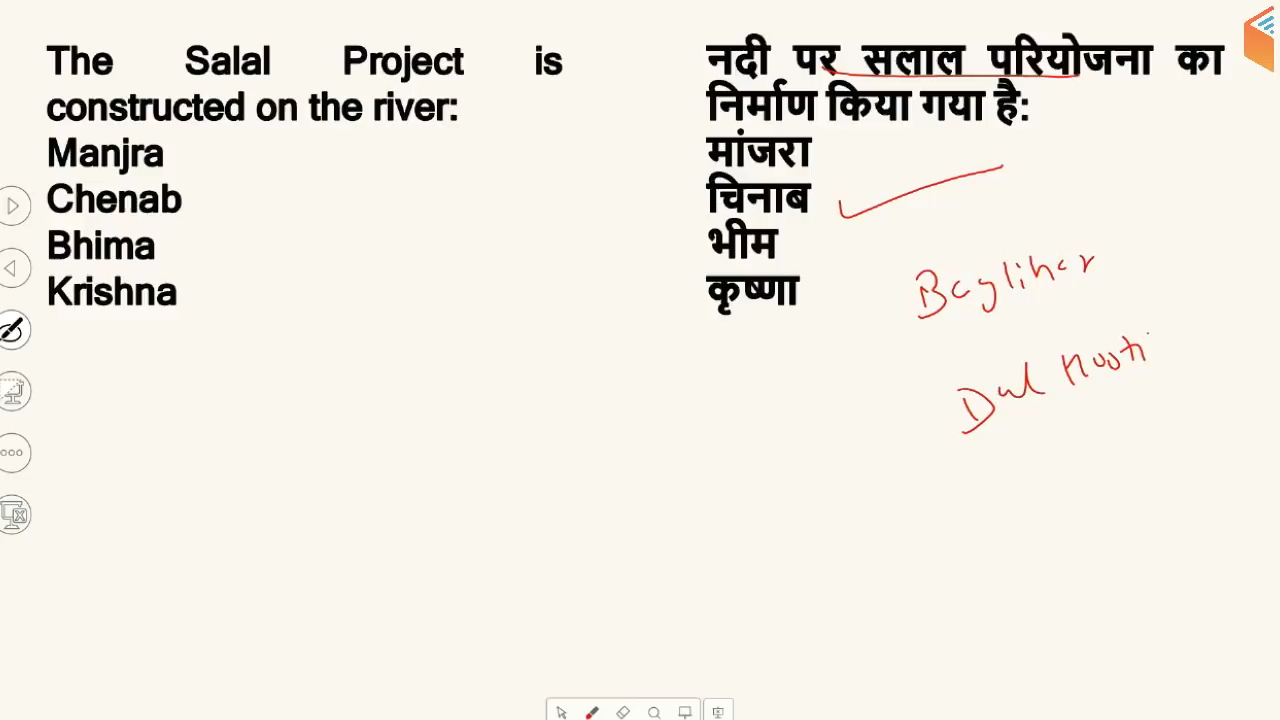 The Salal Project is
constructed on the river:
Manjra
Chenab
Bhima
Krishna
नदी पर सलाल परियोजना का
निर्माण किया गया है:
मांजरा
चिनाब
भीम
कृष्णा
Baglihar
Dul